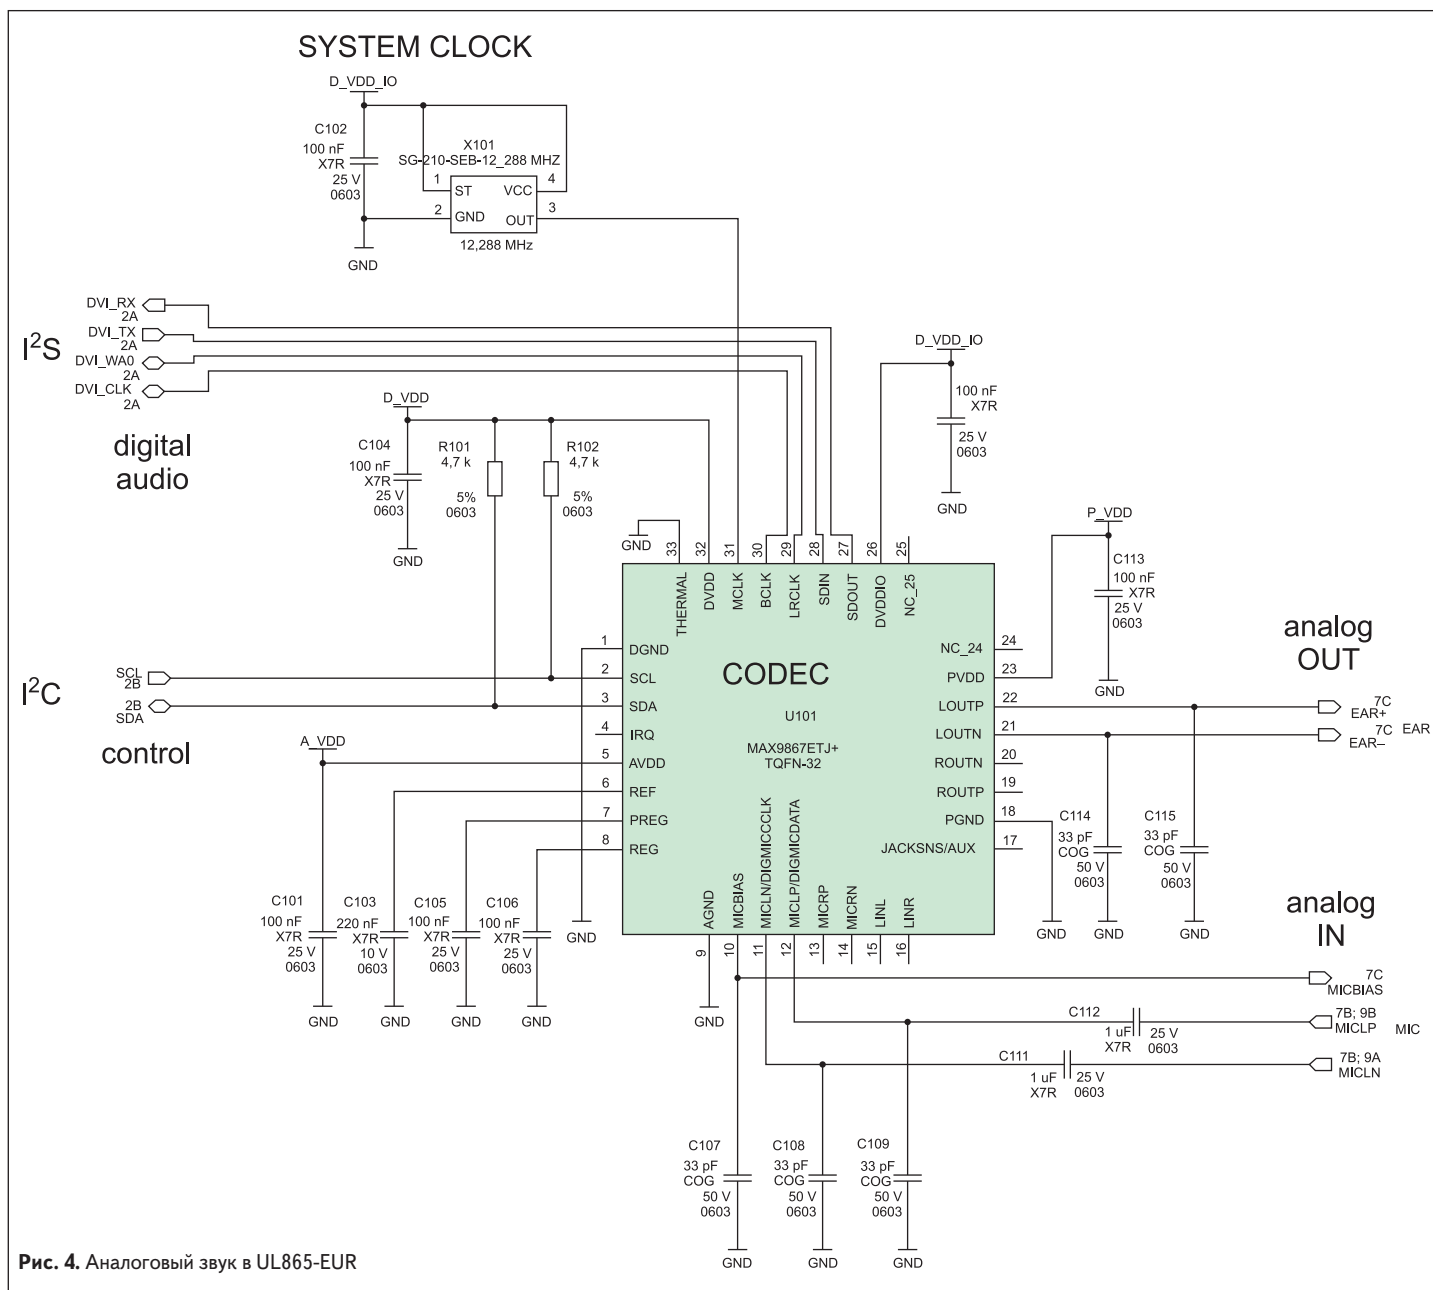 SYSTEM CLOCK
D_VDD_IO
C102
100 nF
X7R
25 V
0603
X101
SG-210-SEB-12_288 MHZ
1
ST
VCC
4
2
GND
OUT
3
12,288 MHz
GND
I²S
DVI_RX
2A
DVI_TX
2A
DVI_WA0
2A
DVI_CLK
2A
digital
audio
D_VDD
C104
100 nF
X7R
25 V
0603
GND
R101
4,7 k
5%
0603
R102
4,7 k
5%
0603
D_VDD_IO
100 nF
X7R
25 V
0603
GND
P_VDD
C113
100 nF
X7R
25 V
0603
GND
GND
33
32
31
30
29
28
27
26
25
THERMAL
DVDD
MCLK
BCLK
LRCLK
SDIN
SDOUT
DVDDIO
NC_25
CODEC
U101
MAX9867ETJ+
TQFN-32
1
DGND
2
SCL
3
SDA
4
IRQ
5
AVDD
6
REF
7
PREG
8
REG
NC_24
24
PVDD
23
LOUTP
22
LOUTN
21
ROUTN
20
ROUTP
19
PGND
18
JACKSNS/AUX
17
AGND
MICBIAS
MICLN/DIGMICCCLK
MICLP/DIGMICDATA
MICRP
MICRN
LINL
LINR
9
10
11
12
13
14
15
16
I²C
SCL
2B
2B
SDA
control
A_VDD
C101
100 nF
X7R
25 V
0603
GND
C103
220 nF
X7R
10 V
0603
GND
C105
100 nF
X7R
25 V
0603
GND
C106
100 nF
X7R
25 V
0603
GND
GND
GND
analog
OUT
7C
EAR+
7C
EAR–
EAR
C114
33 pF
COG
50 V
0603
GND
C115
33 pF
COG
50 V
0603
GND
GND
analog
IN
7C
MICBIAS
7B; 9B
MICLP
MIC
7B; 9A
MICLN
C112
1 uF
X7R
25 V
0603
C111
1 uF
X7R
25 V
0603
C107
33 pF
COG
50 V
0603
GND
C108
33 pF
COG
50 V
0603
GND
C109
33 pF
COG
50 V
0603
GND
Рис. 4. Аналоговый звук в UL865-EUR